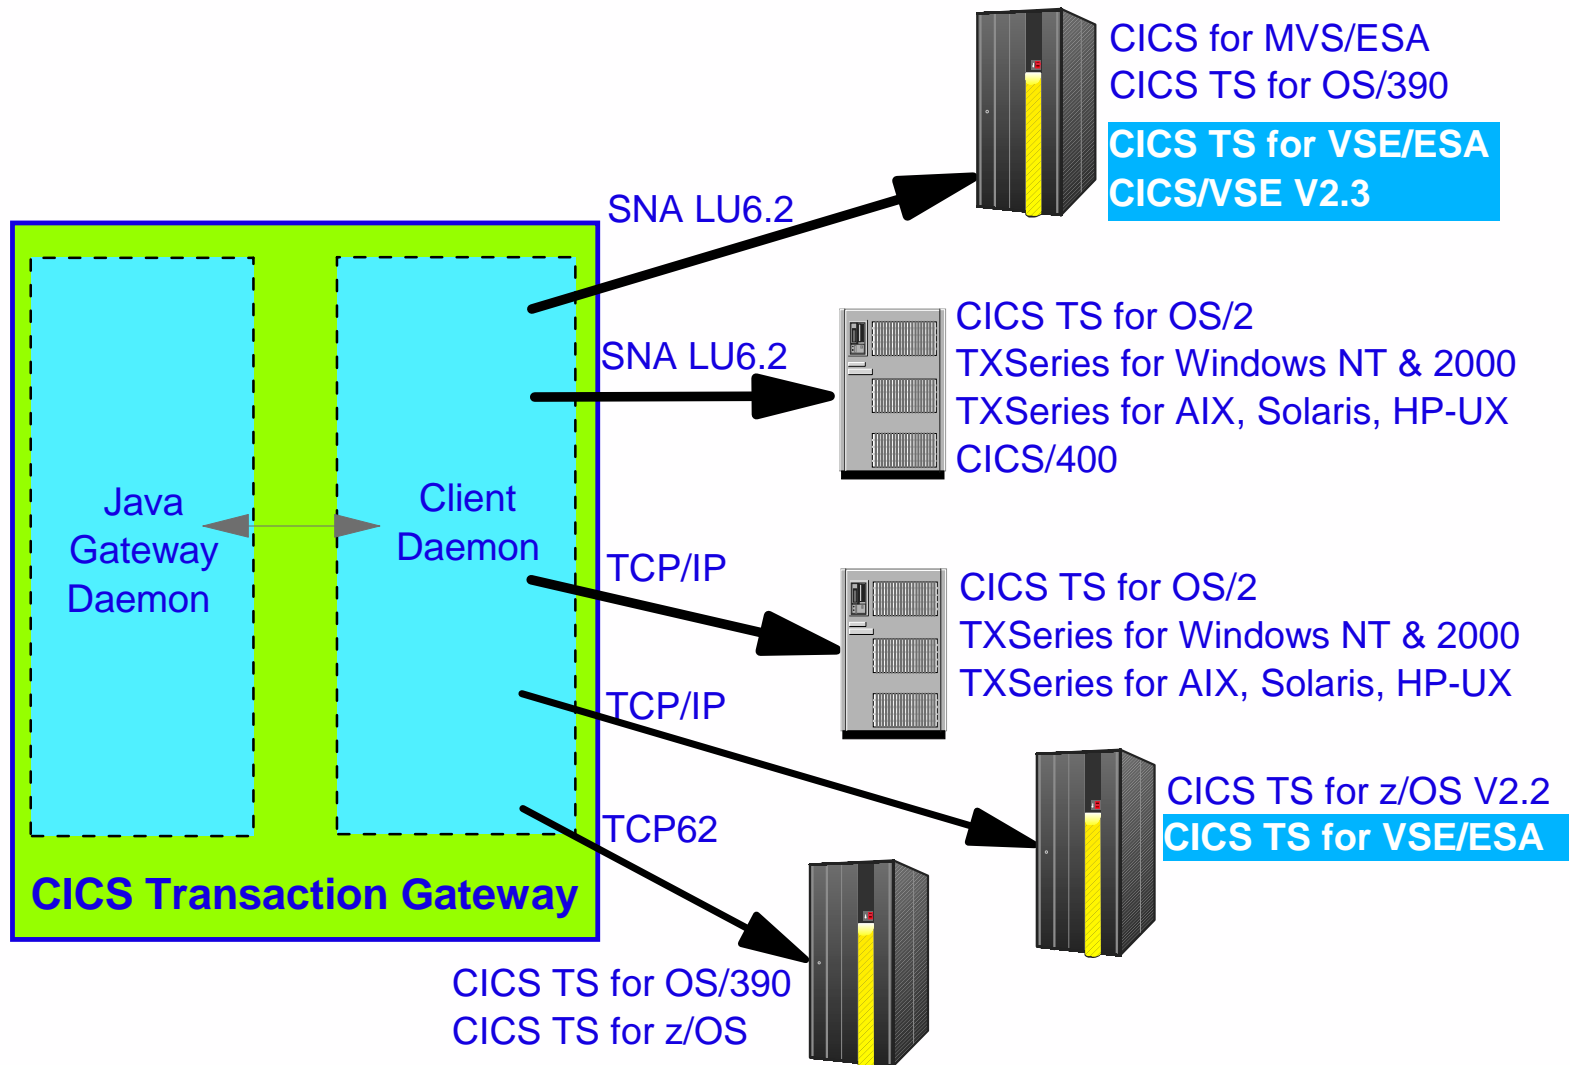 CICS for MVS/ESA
CICS TS for OS/390
CICS TS for VSE/ESA
CICS/VSE V2.3
SNA LU6.2
CICS TS for OS/2
TXSeries for Windows NT & 2000
TXSeries for AIX, Solaris, HP-UX
CICS/400
SNA LU6.2
Java
Gateway
Daemon
Client
Daemon
TCP/IP
CICS TS for OS/2
TXSeries for Windows NT & 2000
TXSeries for AIX, Solaris, HP-UX
TCP/IP
CICS TS for z/OS V2.2
CICS TS for VSE/ESA
TCP62
CICS Transaction Gateway
CICS TS for OS/390
CICS TS for z/OS